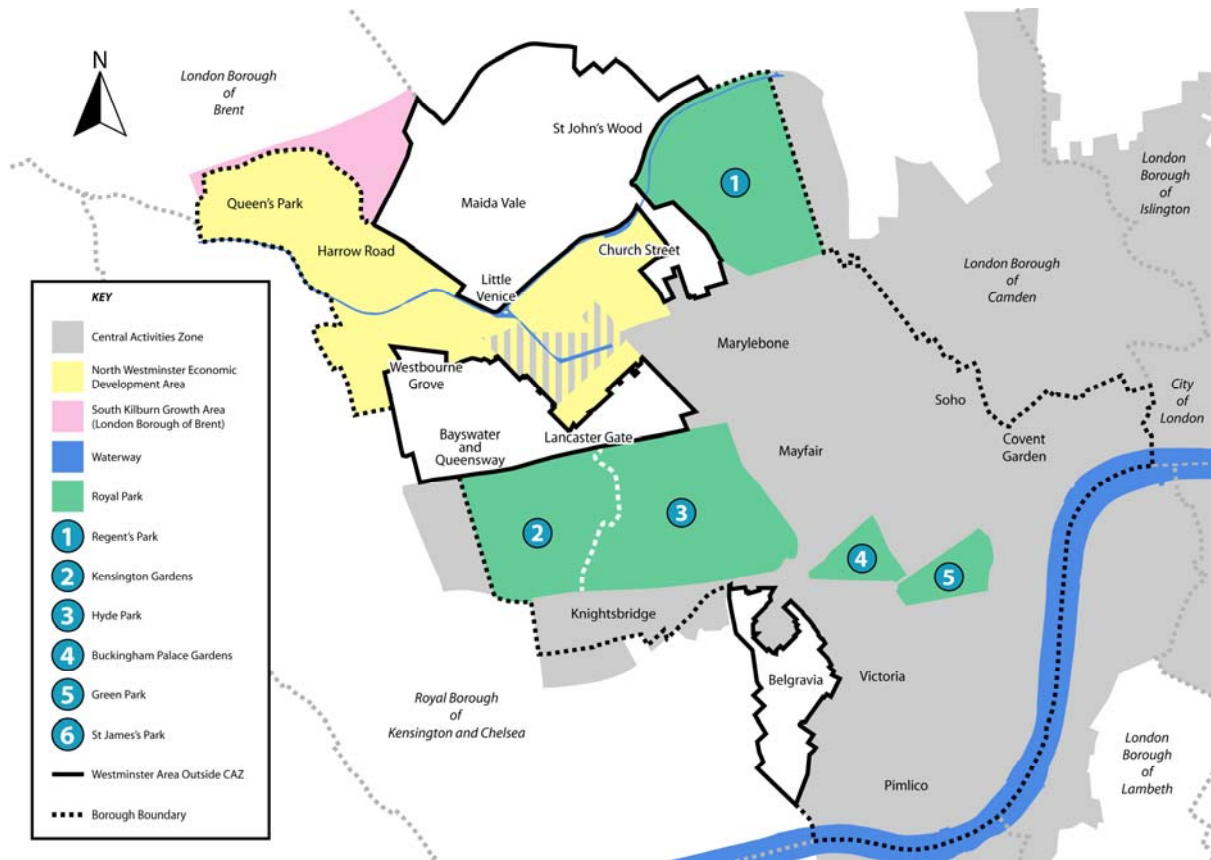 N
London Borough
of
Brent
St John's Wood
1
London
Borough
of
Islington
Queen's Park
Maida Vale
Harrow Road
Church Street
London Borough
of
Camden
Little
Venice
Marylebone
Westbourne
Grove
Soho
City
of
London
Bayswater
and
Queensway
Lancaster Gate
Mayfair
Covent
Garden
2
3
4
5
Knightsbridge
Belgravia
Victoria
Royal Borough
of
Kensington and Chelsea
London
Borough
of
Lambeth
Pimlico
KEY
Central Activities Zone
North Westminster Economic
Development Area
South Kilburn Growth Area
(London Borough of Brent)
Waterway
Royal Park
1 Regent's Park
2 Kensington Gardens
3 Hyde Park
4 Buckingham Palace Gardens
5 Green Park
6 St James's Park
Westminster Area Outside CAZ
Borough Boundary